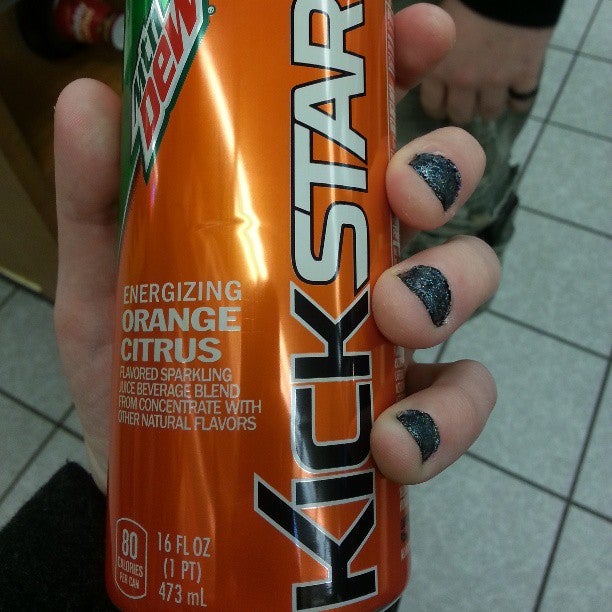 Mtn
Dew
KICKSTAR
ENERGIZING
ORANGE
CITRUS
FLAVORED SPARKLING
JUICE BEVERAGE BLEND
FROM CONCENTRATE WITH
OTHER NATURAL FLAVORS
80
CALORIES
PER CAN
16 FL OZ
(1 PT)
473 mL